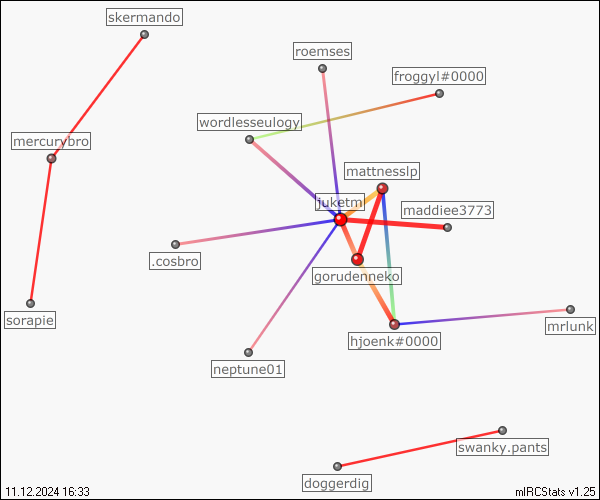 skermando
roemses
froggyl#0000
wordlesseulogy
mercurybro
mattnesslp
juketm
maddiee3773
.cosbro
gorudenneko
sorapie
mrlunk
hjoenk#0000
neptune01
swanky.pants
doggerdig
11.12.2024 16:33
mIRCStats v1.25